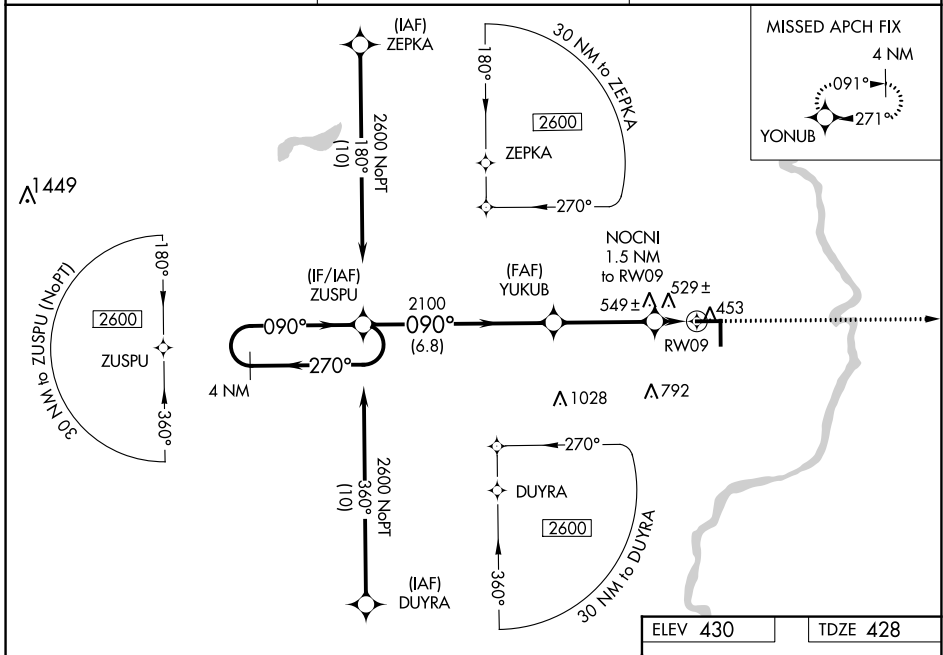 (IAF)
ZEPKA
2600 NoPT
180°
(10)
30 NM to ZEPKA
180°
2600
ZEPKA
270°
MISSED APCH FIX
4 NM
091°
271°
YONUB
1449
30 NM to ZUSPU (NoPT)
180°
2600
ZUSPU
360°
(IF/IAF)
ZUSPU
090°
270°
4 NM
2100
090°
(6.8)
(FAF)
YUKUB
NOCNI
1.5 NM
to RW09
549 ±
529 ±
453
RW09
1028
792
2600 NoPT
360°
(10)
(IAF)
DUYRA
270°
DUYRA
2600
360°
30 NM to DUYRA
ELEV 430
TDZE 428